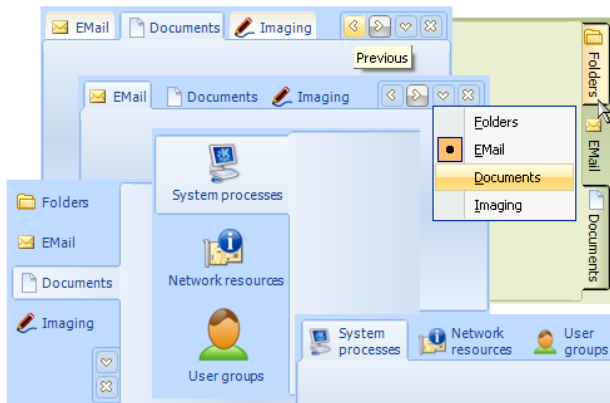 EMail Documents Imaging
Previous
EMail Documents Imaging
Folders
EMail
Documents
Imaging
Folders
EMail
Documents
System processes
Network resources
User groups
Folders
EMail
Documents
Imaging
System
processes
Network
resources
User
groups